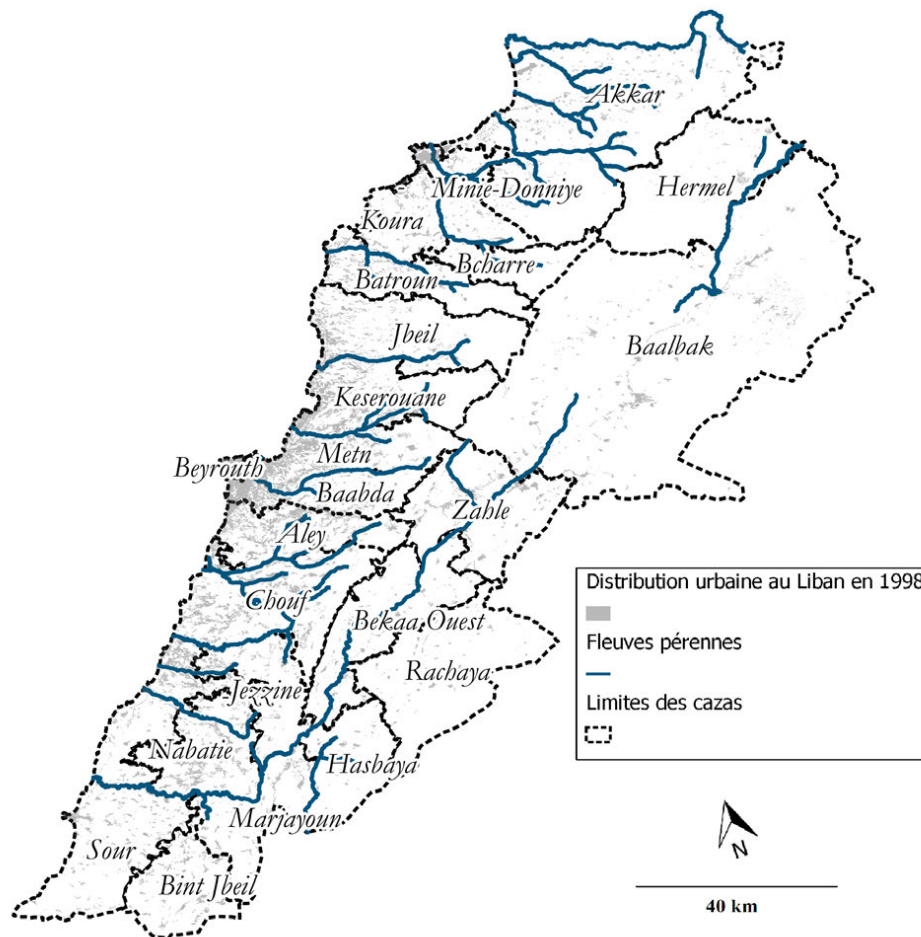 Akkar
Hermel
Minie-Donniye
Koura
Bcharre
Batroun
Jbeil
Baalbak
Keserouane
Metn
Beyrouth
Baabda
Zahle
Aley
Chouf
Bekaa Ouest
Rachaya
Jezzine
Nabatie
Hasbaya
Marjayoun
Sour
Bint Jbeil
Distribution urbaine au Liban en 1998
Fleuves pérennes
Limites des cazas
N
40 km